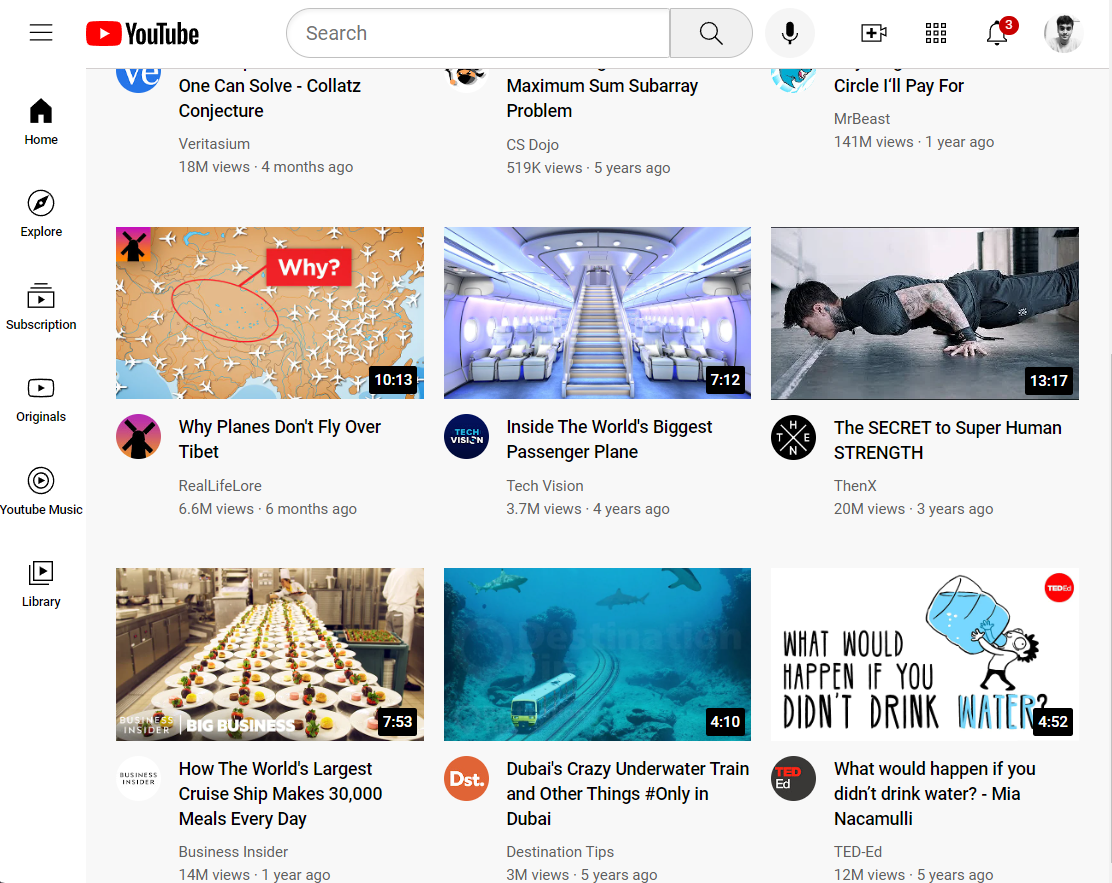 YouTube
Search
3
Home
Explore
Subscription
Originals
Youtube Music
Library
Ve
One Can Solve - Collatz
Conjecture
Veritasium
18M views · 4 months ago
Maximum Sum Subarray
Problem
CS Dojo
519K views · 5 years ago
Circle I‘ll Pay For
MrBeast
141M views · 1 year ago
Why?
10:13
Why Planes Don't Fly Over
Tibet
RealLifeLore
6.6M views · 6 months ago
7:12
TECH
VISION
Inside The World's Biggest
Passenger Plane
Tech Vision
3.7M views · 4 years ago
13:17
THEN
The SECRET to Super Human
STRENGTH
ThenX
20M views · 3 years ago
BUSINESS
INSIDER
BIG BUSINESS
7:53
BUSINESS
INSIDER
How The World's Largest
Cruise Ship Makes 30,000
Meals Every Day
Business Insider
14M views · 1 year ago
4:10
Dst.
Dubai's Crazy Underwater Train
and Other Things #Only in
Dubai
Destination Tips
3M views · 5 years ago
TEDEd
WHAT WOULD
HAPPEN IF YOU
DIDN'T DRINK WATER?
4:52
TED
Ed
What would happen if you
didn’t drink water? - Mia
Nacamulli
TED-Ed
12M views · 5 years ago